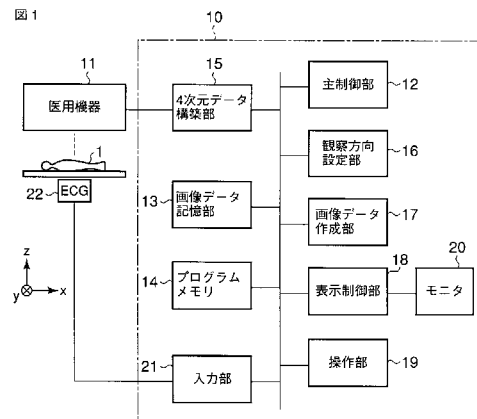 図1
10
11
医用機器
15
4次元データ
構築部
主制御部
12
1
22
ECG
観察方向
設定部
16
13
画像データ
記憶部
画像データ
作成部
17
14
プログラム
メモリ
表示制御部
18
20
モニタ
z
y
x
21
入力部
操作部
19